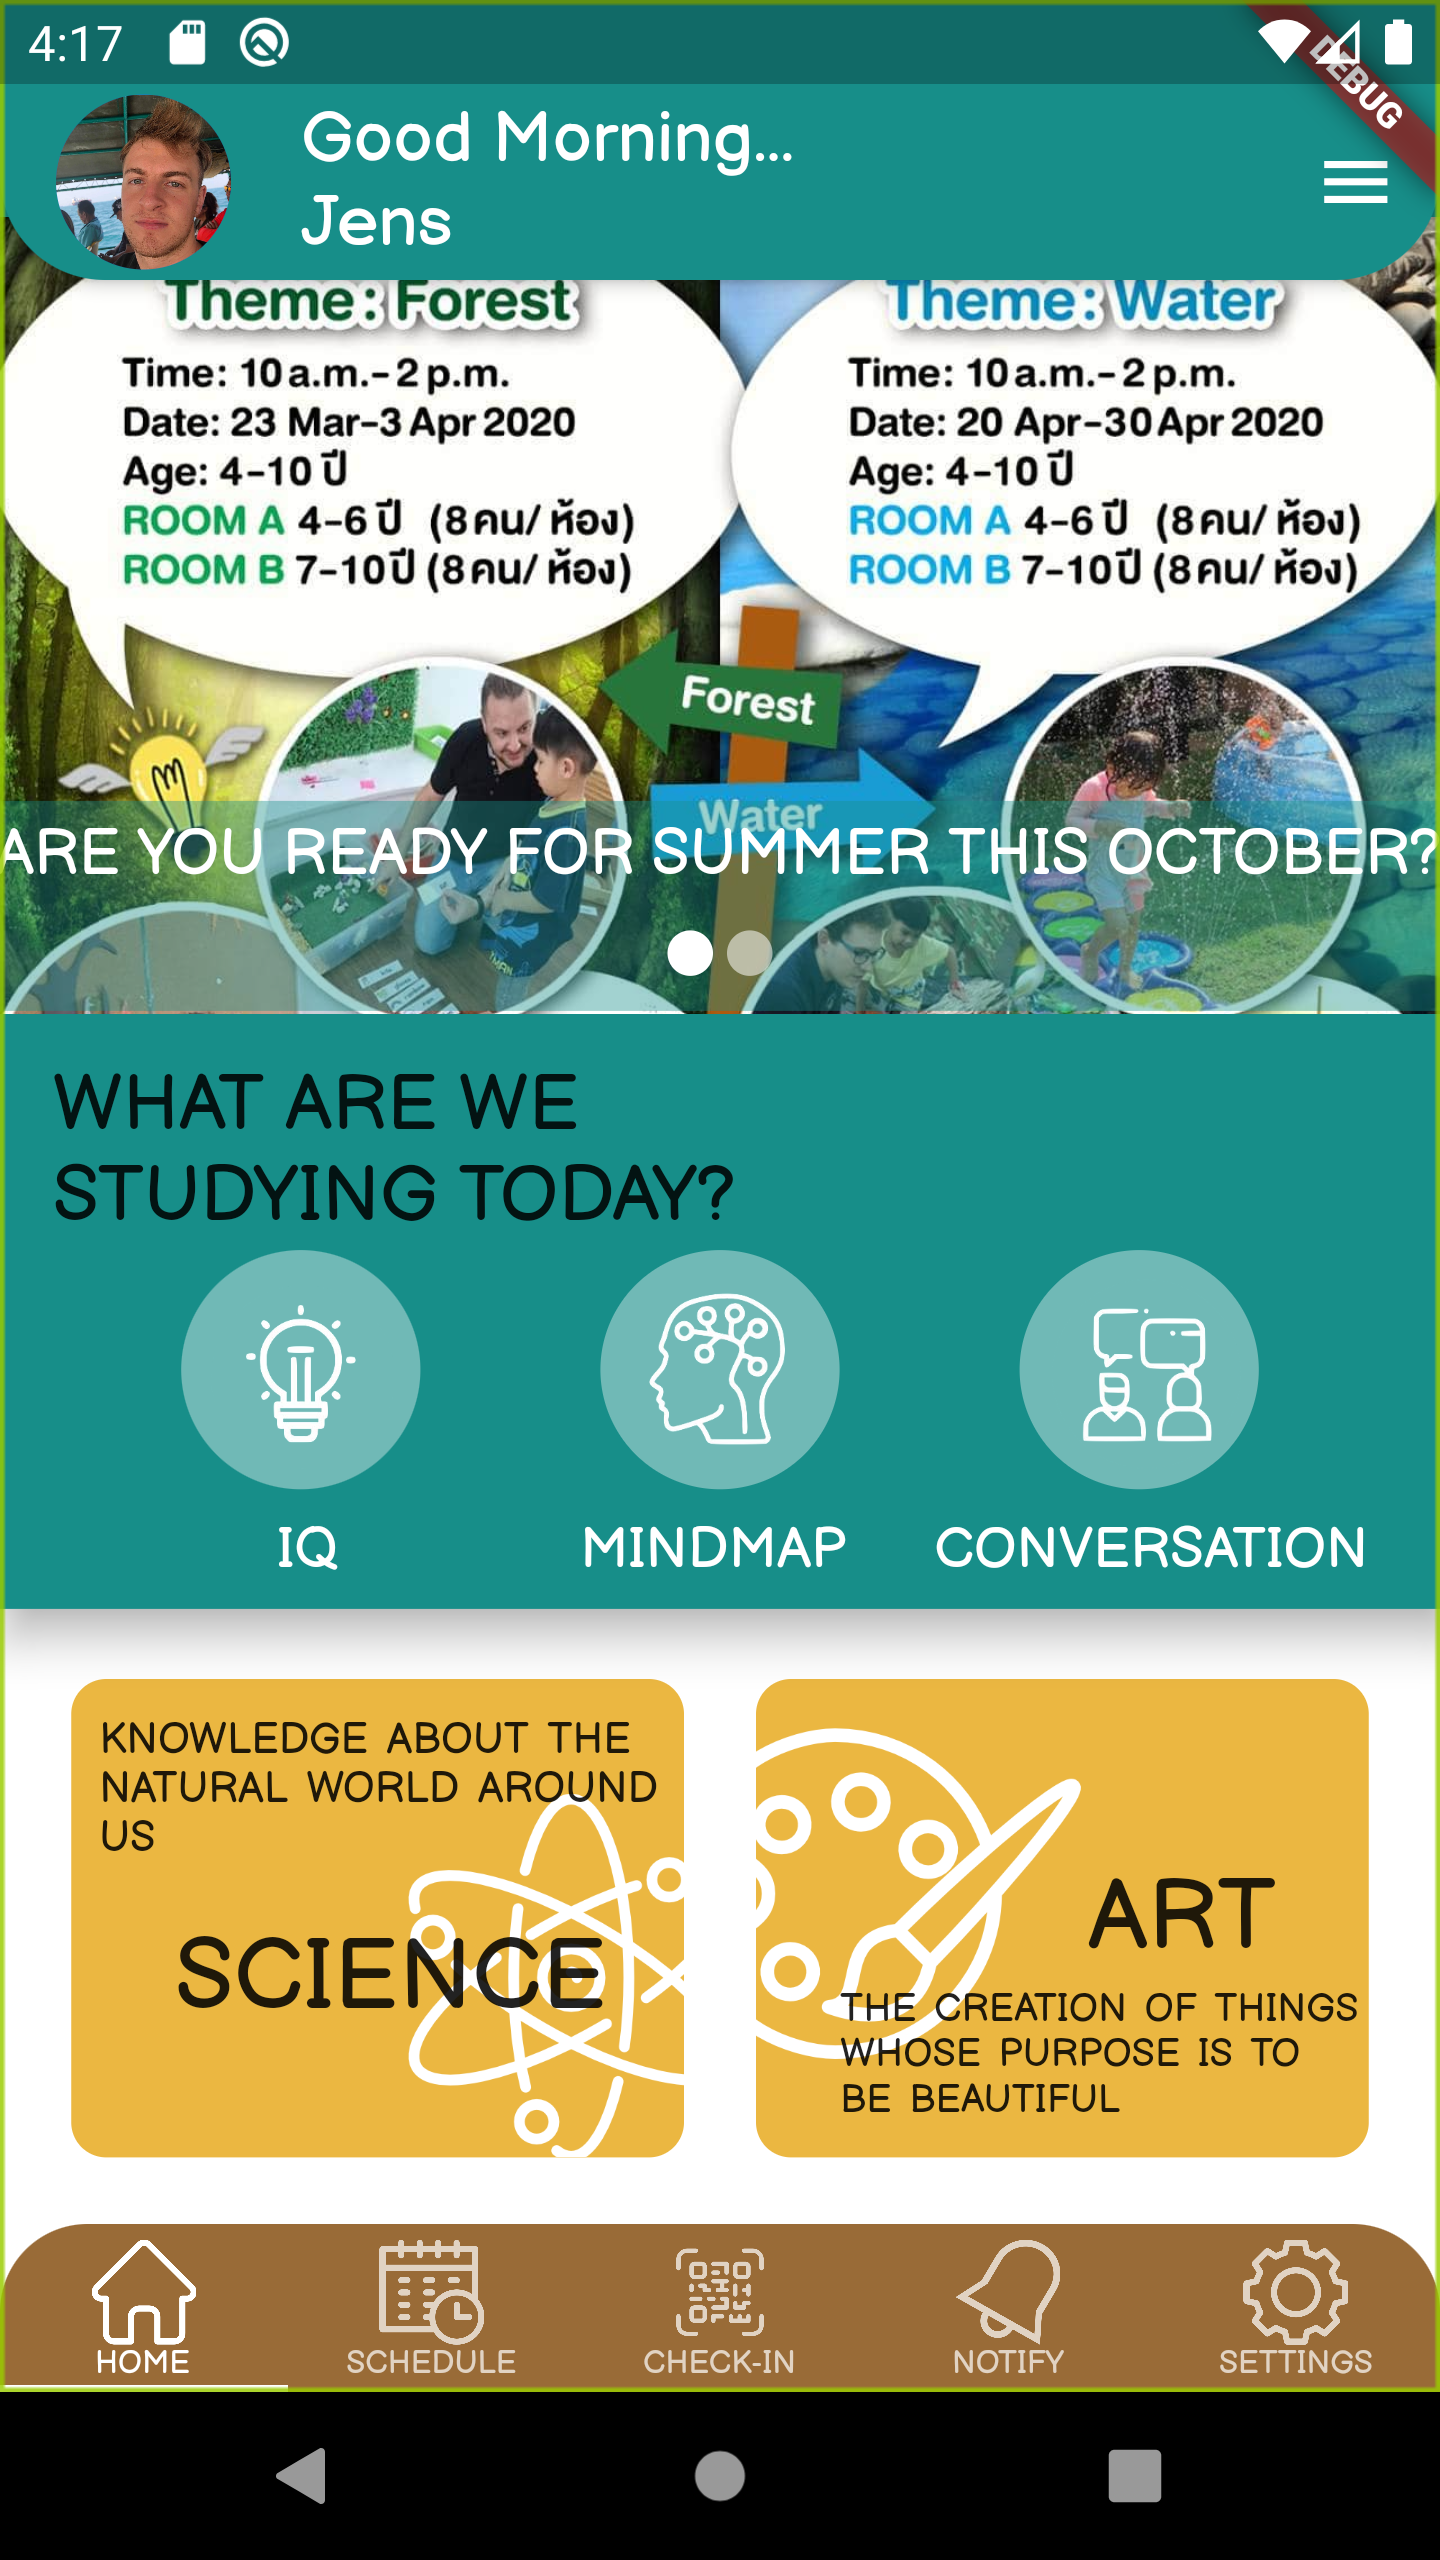 4:17
DEBUG
Good Morning...
Jens
Theme: Forest
Time: 10 a.m.-2 p.m.
Date: 23 Mar-3 Apr 2020
Age: 4-10 ปี
ROOM A 4-6 ปี (8 คน/ ห้อง)
ROOM B 7-10 ปี (8 คน/ ห้อง)
Theme: Water
Time: 10 a.m.-2 p.m.
Date: 20 Apr-30 Apr 2020
Age: 4-10 ปี
ROOM A 4-6 ปี (8 คน/ ห้อง)
ROOM B 7-10 ปี (8 คน/ ห้อง)
Forest
Water
ARE YOU READY FOR SUMMER THIS OCTOBER?
WHAT ARE WE
STUDYING TODAY?
IQ
MINDMAP
CONVERSATION
KNOWLEDGE ABOUT THE
NATURAL WORLD AROUND
US
SCIENCE
ART
THE CREATION OF THINGS
WHOSE PURPOSE IS TO
BE BEAUTIFUL
HOME
SCHEDULE
CHECK-IN
NOTIFY
SETTINGS